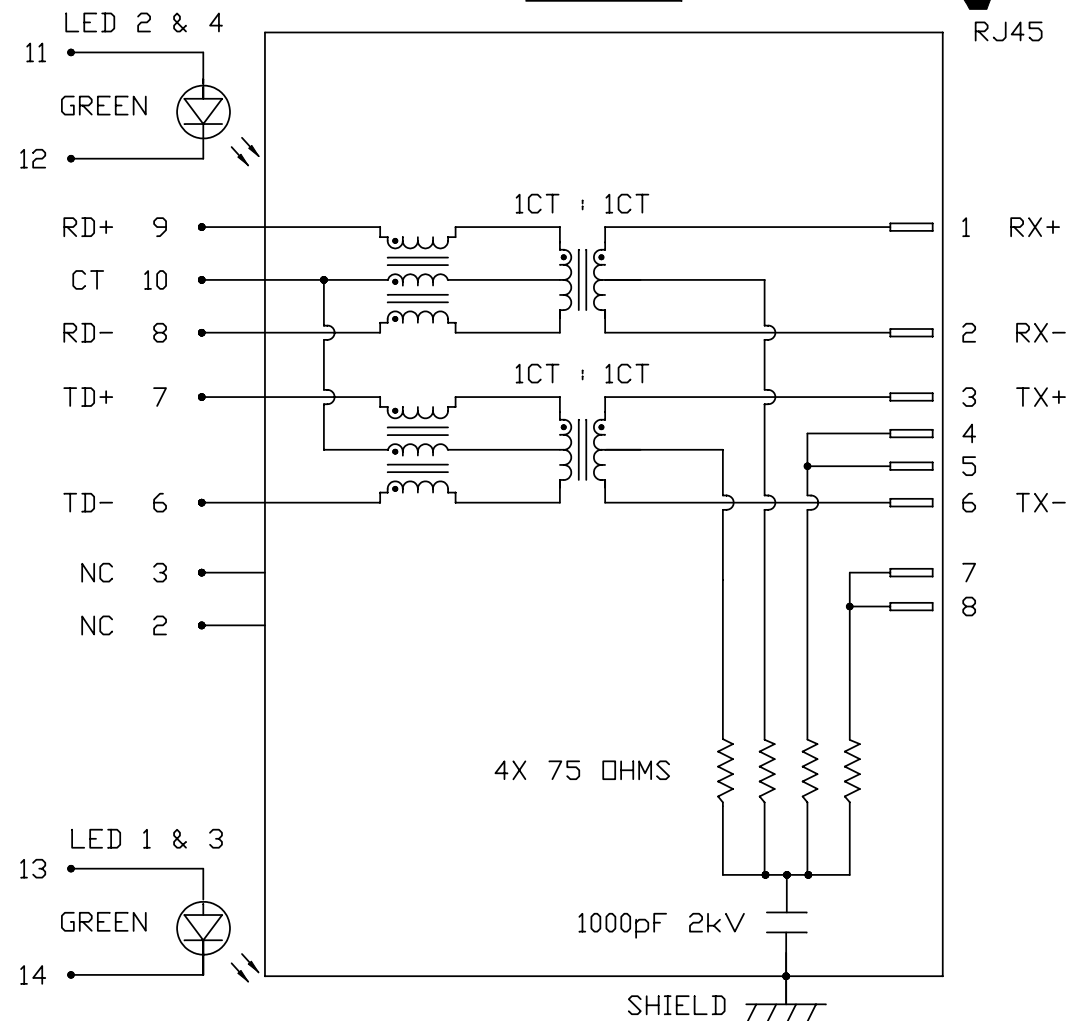 RJ45
LED 2 & 4
11
GREEN
12
1CT : 1CT
RD+ 9
1 RX+
CT 10
RD- 8
2 RX-
1CT : 1CT
TD+ 7
3 TX+
4
5
TD- 6
6 TX-
NC 3
7
8
NC 2
4X 75 OHMS
LED 1 & 3
13
GREEN
1000pF 2kV
14
SHIELD